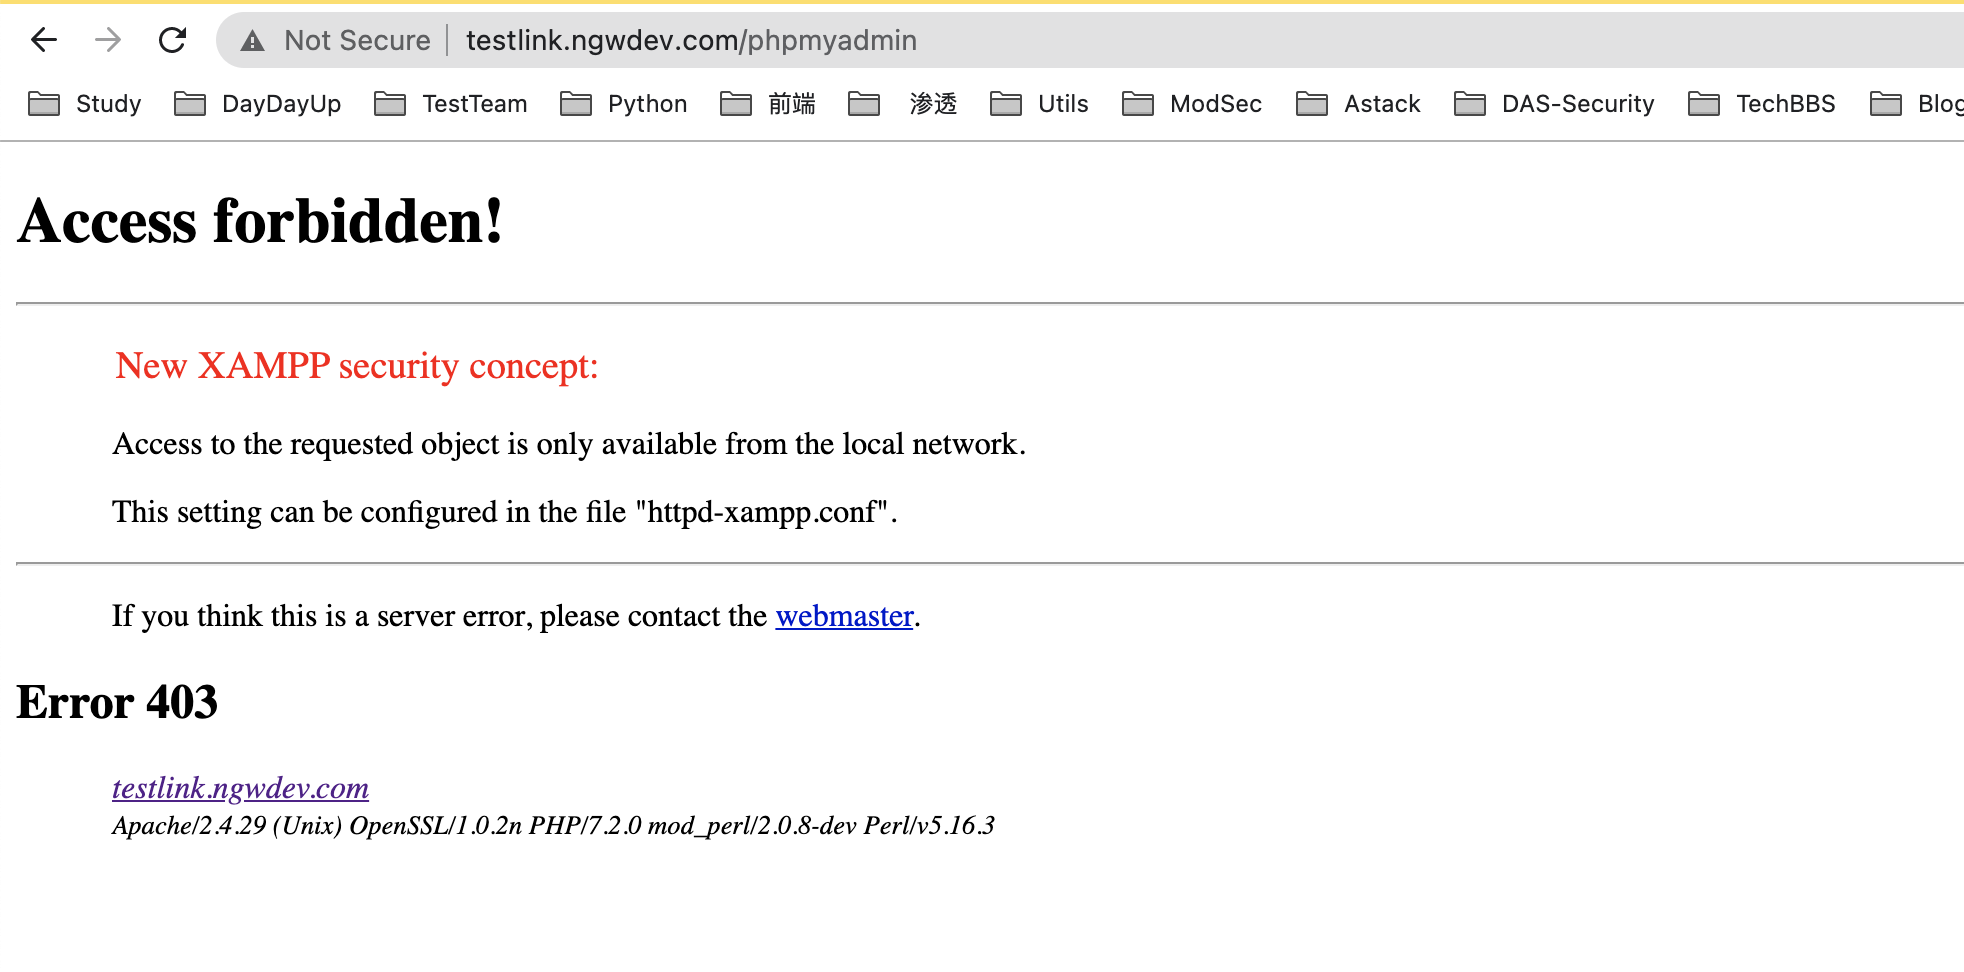 Not Secure testlink.ngwdev.com/phpmyadmin
Study DayDayUp TestTeam Python 前端 渗透 Utils ModSec Astack DAS-Security TechBBS Blog
Access forbidden!
New XAMPP security concept:
Access to the requested object is only available from the local network.
This setting can be configured in the file "httpd-xampp.conf".
If you think this is a server error, please contact the webmaster.
Error 403
testlink.ngwdev.com
Apache/2.4.29 (Unix) OpenSSL/1.0.2n PHP/7.2.0 mod_perl/2.0.8-dev Perl/v5.16.3